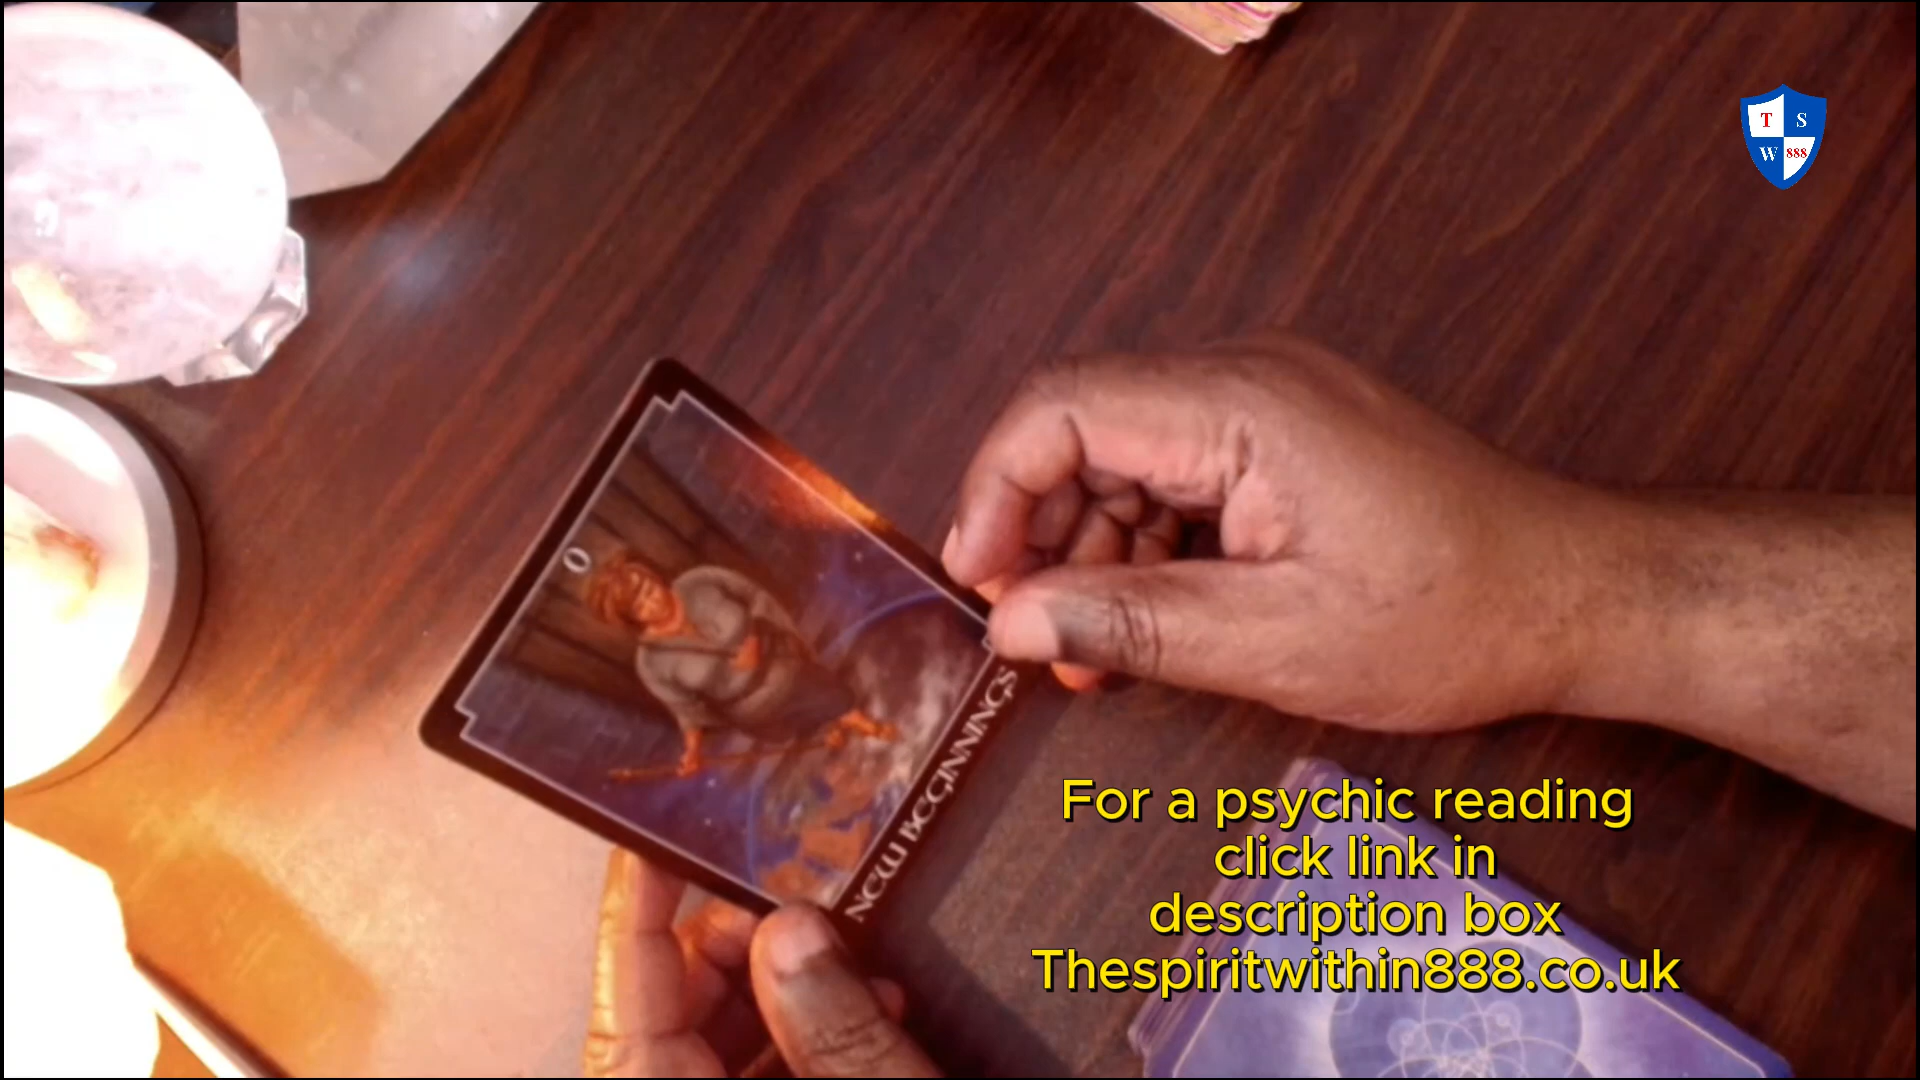 T S
W 888
0
NEW BEGINNINGS
For a psychic reading
click link in
description box
Thespiritwithin888.co.uk